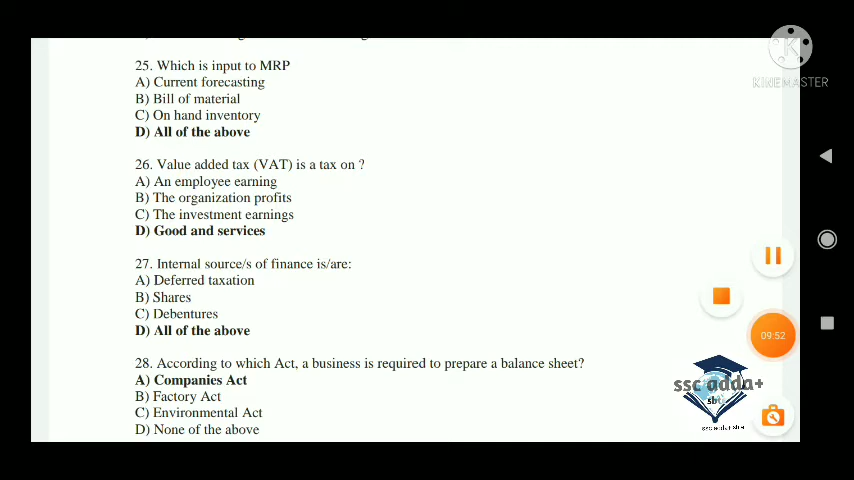 25. Which is input to MRP
A) Current forecasting
B) Bill of material
C) On hand inventory
D) All of the above
26. Value added tax (VAT) is a tax on ?
A) An employee earning
B) The organization profits
C) The investment earnings
D) Good and services
27. Internal source/s of finance is/are:
A) Deferred taxation
B) Shares
C) Debentures
D) All of the above
28. According to which Act, a business is required to prepare a balance sheet?
A) Companies Act
B) Factory Act
C) Environmental Act
D) None of the above
K
KINEMASTER
09:52
ssc adda+